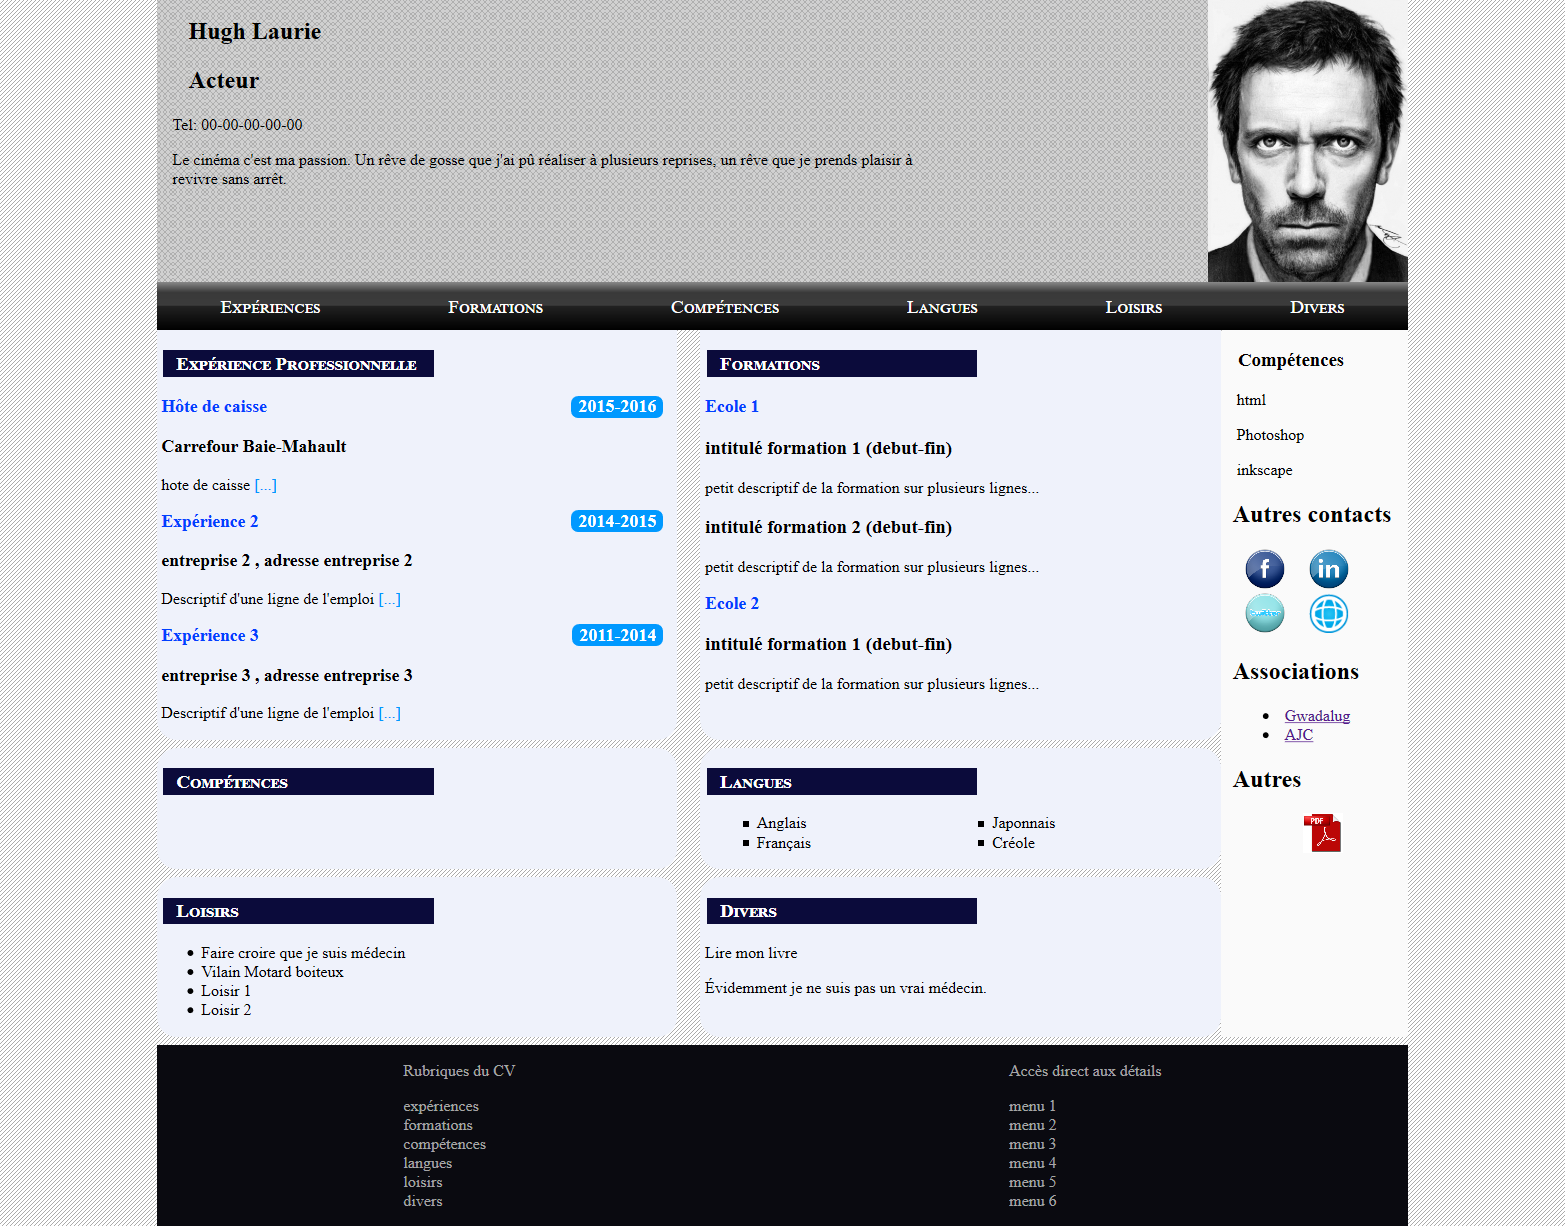 Hugh Laurie
Acteur
Tel: 00-00-00-00-00
Le cinéma c'est ma passion. Un rêve de gosse que j'ai pû réaliser à plusieurs reprises, un rêve que je prends plaisir à
revivre sans arrêt.
Expériences Formations Compétences Langues Loisirs Divers
Expérience Professionnelle
Hôte de caisse 2015-2016
Carrefour Baie-Mahault
hote de caisse [...]
Expérience 2 2014-2015
entreprise 2 , adresse entreprise 2
Descriptif d'une ligne de l'emploi [...]
Expérience 3 2011-2014
entreprise 3 , adresse entreprise 3
Descriptif d'une ligne de l'emploi [...]
Formations
Ecole 1
intitulé formation 1 (debut-fin)
petit descriptif de la formation sur plusieurs lignes...
intitulé formation 2 (debut-fin)
petit descriptif de la formation sur plusieurs lignes...
Ecole 2
intitulé formation 1 (debut-fin)
petit descriptif de la formation sur plusieurs lignes...
Compétences
Langues
Anglais
Français
Japonnais
Créole
Loisirs
Faire croire que je suis médecin
Vilain Motard boiteux
Loisir 1
Loisir 2
Divers
Lire mon livre
Évidemment je ne suis pas un vrai médecin.
Compétences
html
Photoshop
inkscape
Autres contacts
f
in
Associations
Gwadalug
AJC
Autres
PDF
Rubriques du CV
expériences
formations
compétences
langues
loisirs
divers
Accès direct aux détails
menu 1
menu 2
menu 3
menu 4
menu 5
menu 6